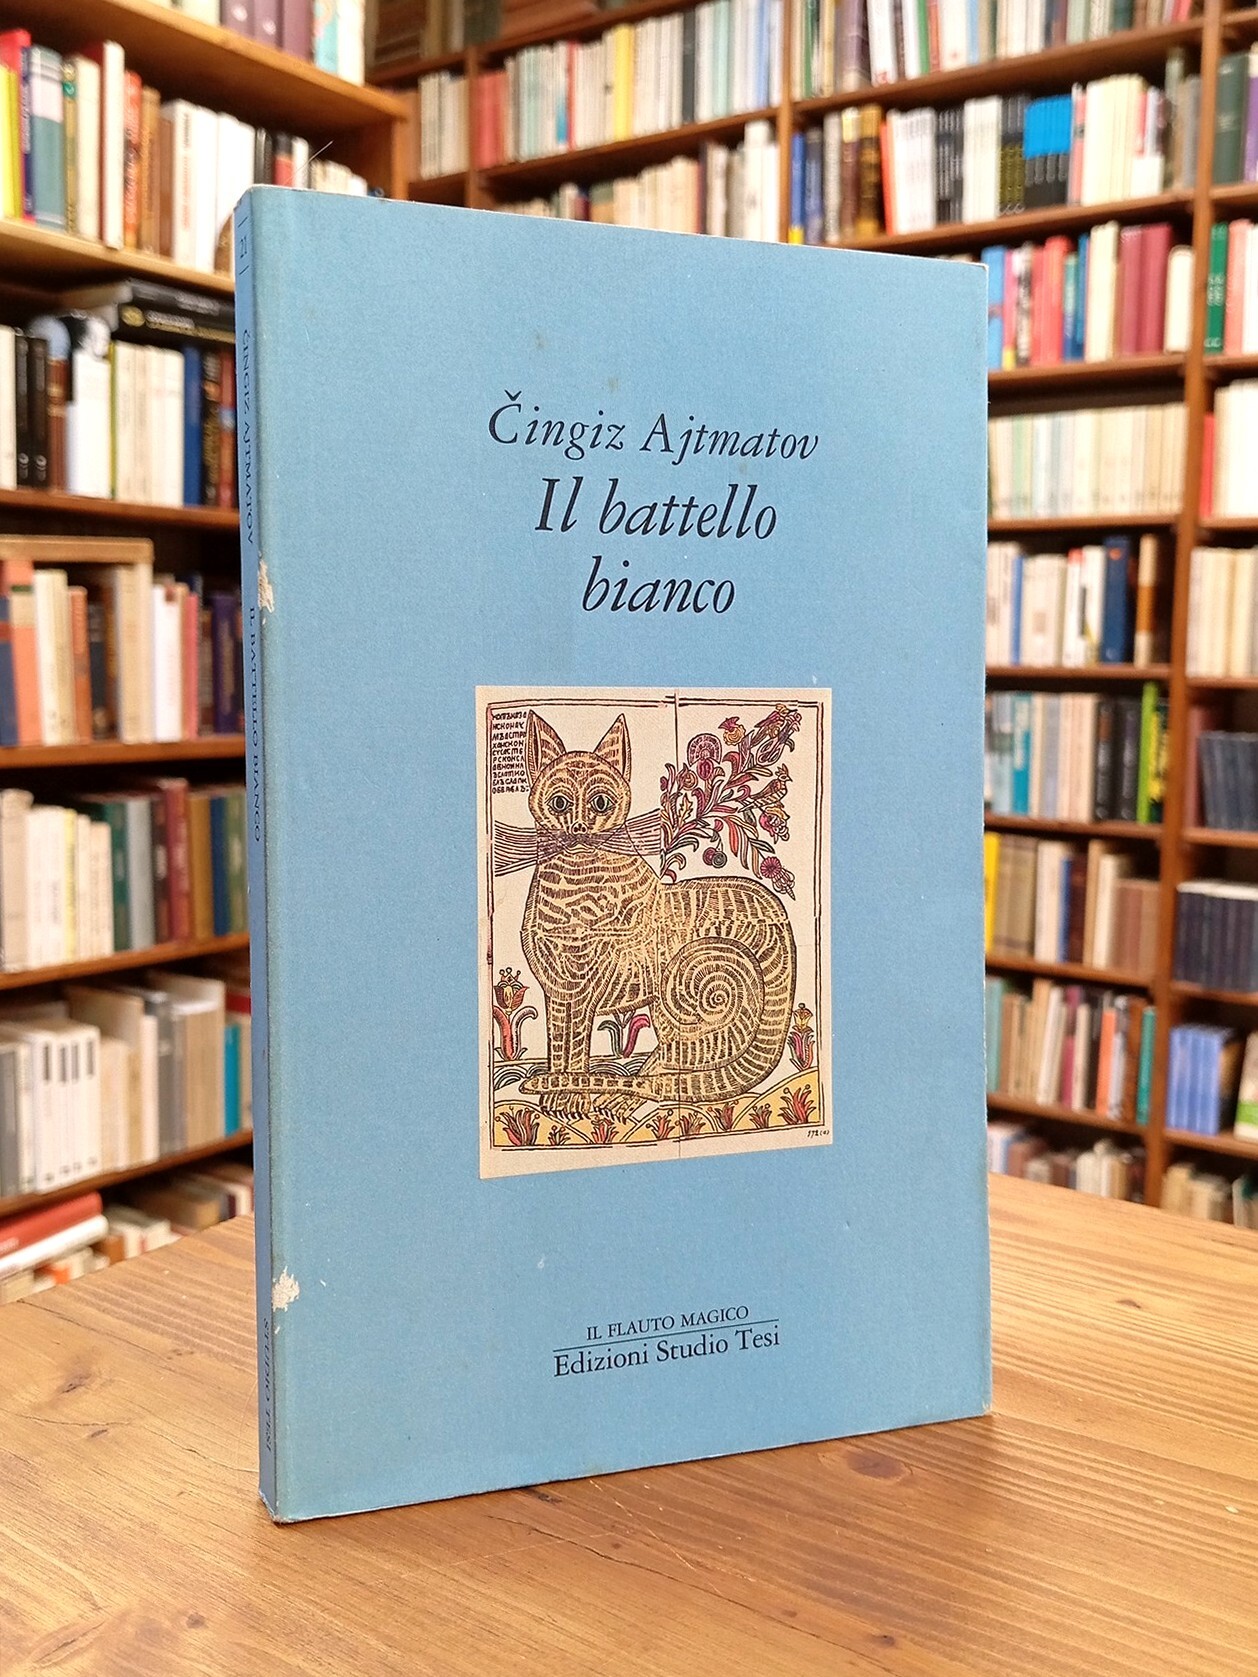 Čingiz Ajtmatov
Il battello
bianco
IL FLAUTO MAGICO
Edizioni Studio Tesi
ČINGIZ AJTMATOV IL BATTELLO BIANCO STUDIO TESI